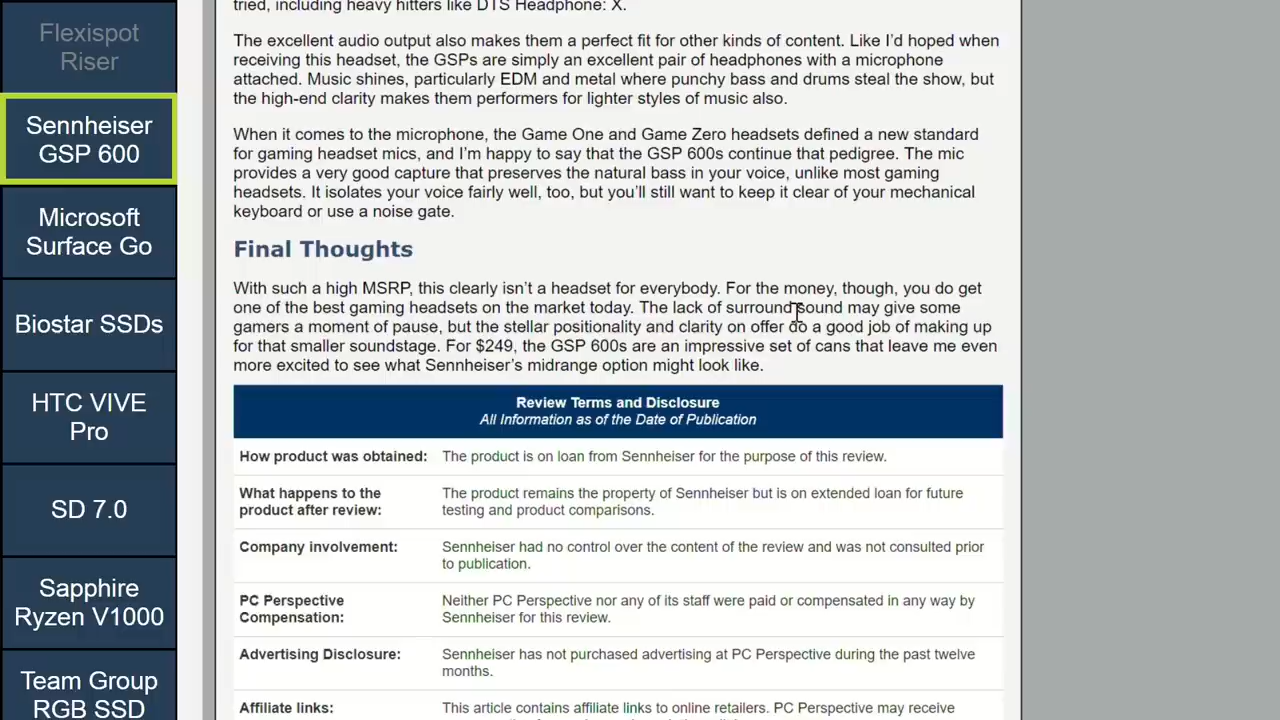 Flexispot
Riser
Sennheiser
GSP 600
Microsoft
Surface Go
Biostar SSDs
HTC VIVE
Pro
SD 7.0
Sapphire
Ryzen V1000
Team Group
RGB SSD
tried, including heavy hitters like DTS Headphone: X.
The excellent audio output also makes them a perfect fit for other kinds of content. Like I'd hoped when
receiving this headset, the GSPs are simply an excellent pair of headphones with a microphone
attached. Music shines, particularly EDM and metal where punchy bass and drums steal the show, but
the high-end clarity makes them performers for lighter styles of music also.
When it comes to the microphone, the Game One and Game Zero headsets defined a new standard
for gaming headset mics, and I'm happy to say that the GSP 600s continue that pedigree. The mic
provides a very good capture that preserves the natural bass in your voice, unlike most gaming
headsets. It isolates your voice fairly well, too, but you'll still want to keep it clear of your mechanical
keyboard or use a noise gate.
Final Thoughts
With such a high MSRP, this clearly isn't a headset for everybody. For the money, though, you do get
one of the best gaming headsets on the market today. The lack of surround sound may give some
gamers a moment of pause, but the stellar positionality and clarity on offer do a good job of making up
for that smaller soundstage. For $249, the GSP 600s are an impressive set of cans that leave me even
more excited to see what Sennheiser's midrange option might look like.
Review Terms and Disclosure
All Information as of the Date of Publication
How product was obtained: The product is on loan from Sennheiser for the purpose of this review.
What happens to the
product after review:
The product remains the property of Sennheiser but is on extended loan for future
testing and product comparisons.
Company involvement:
Sennheiser had no control over the content of the review and was not consulted prior
to publication.
PC Perspective
Compensation:
Neither PC Perspective nor any of its staff were paid or compensated in any way by
Sennheiser for this review.
Advertising Disclosure:
Sennheiser has not purchased advertising at PC Perspective during the past twelve
months.
Affiliate links:
This article contains affiliate links to online retailers. PC Perspective may receive